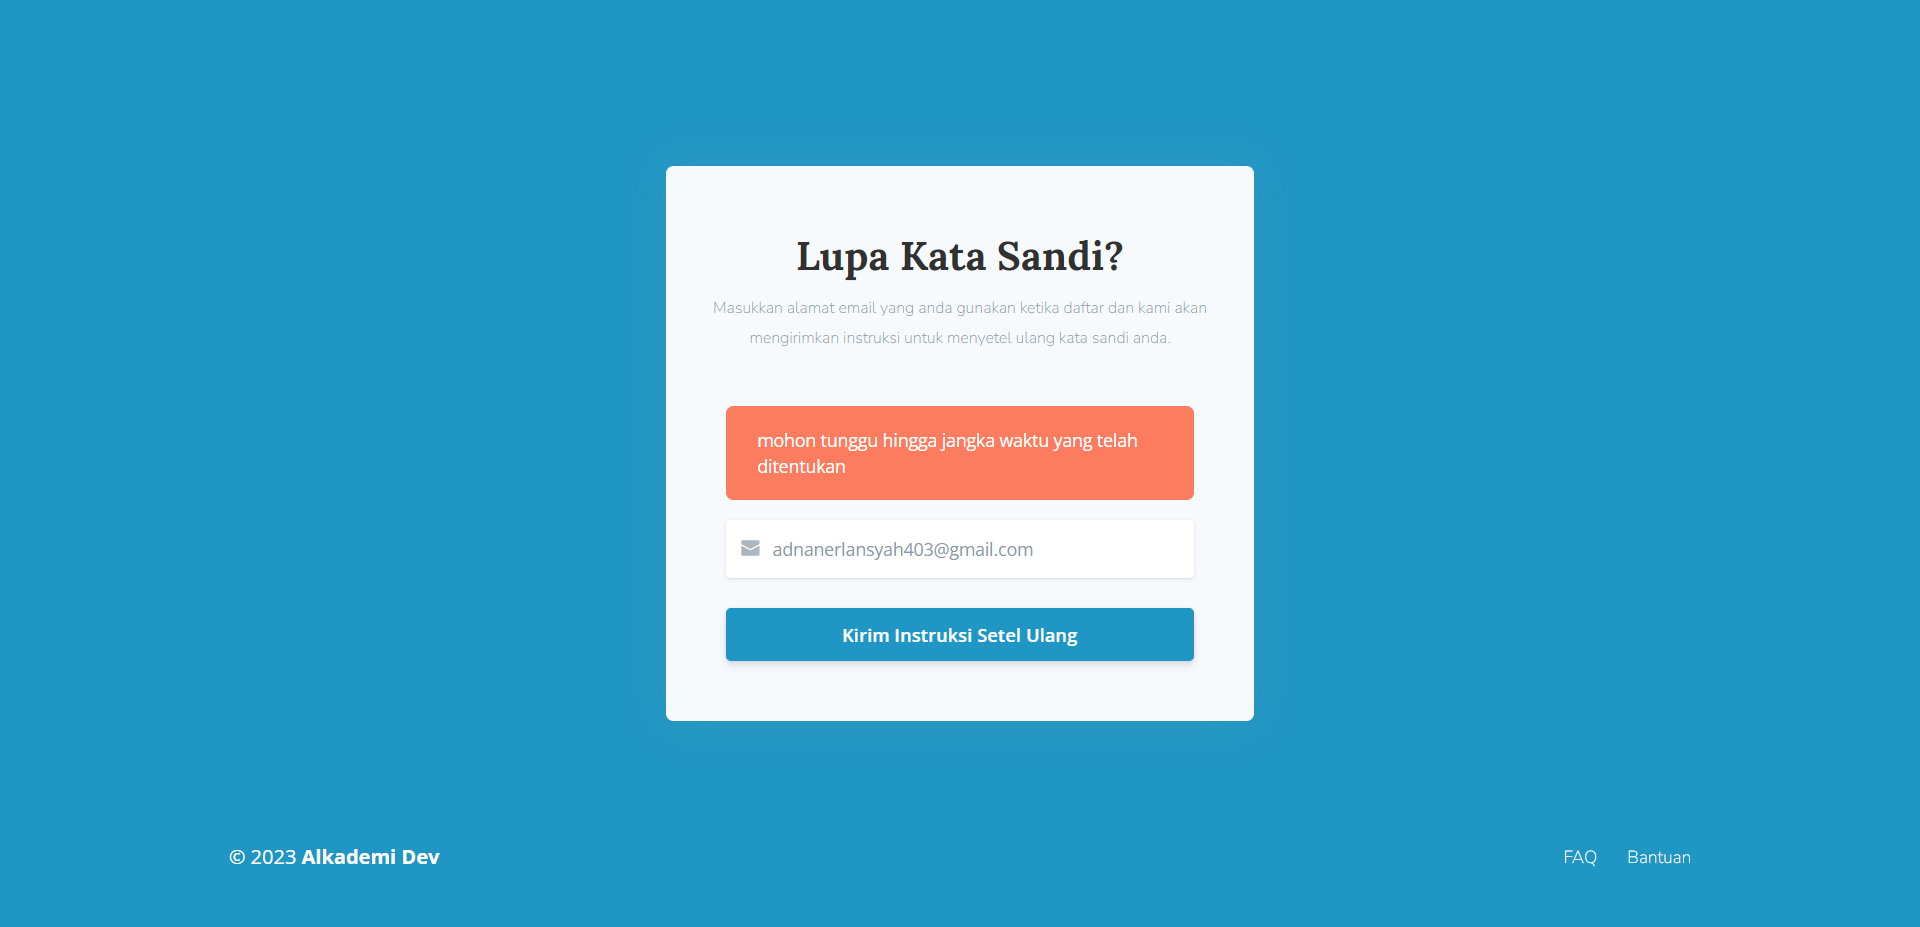 Lupa Kata Sandi?
Masukkan alamat email yang anda gunakan ketika daftar dan kami akan
mengirimkan instruksi untuk menyetel ulang kata sandi anda.
mohon tunggu hingga jangka waktu yang telah
ditentukan
adnanerlansyah403@gmail.com
Kirim Instruksi Setel Ulang
© 2023 Alkademi Dev
FAQ Bantuan